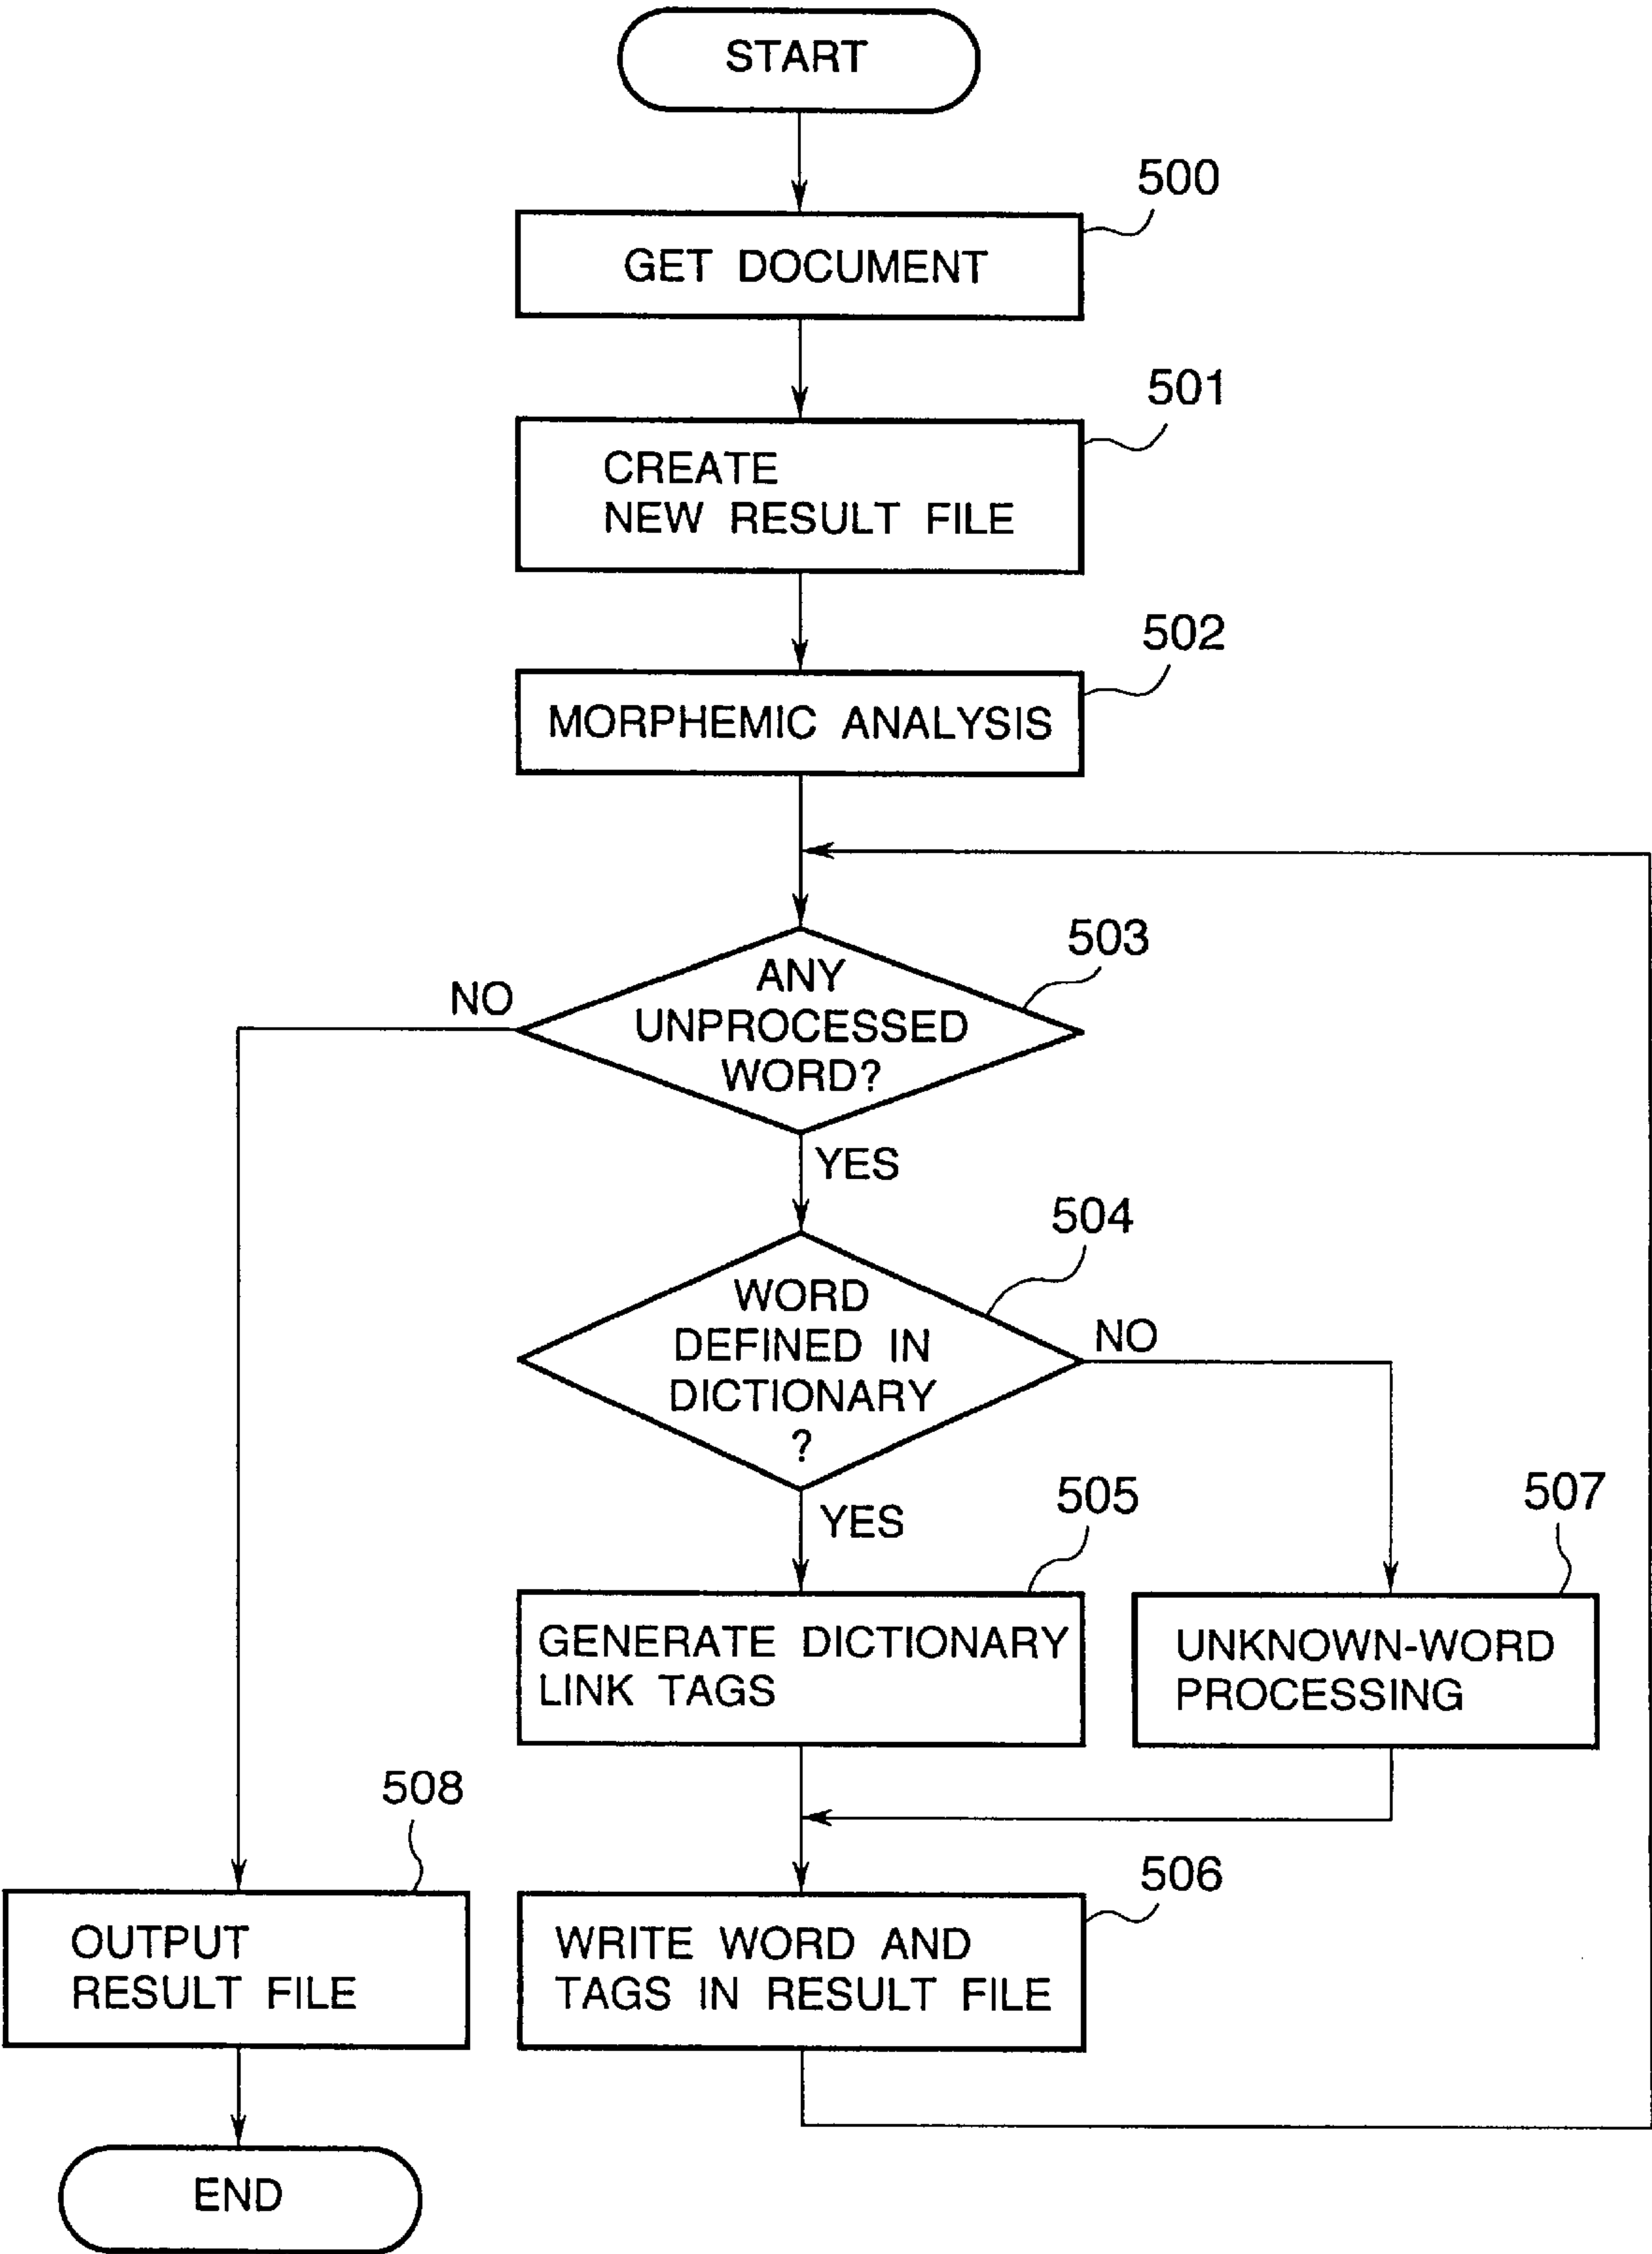 START
500
GET DOCUMENT
501
CREATE
NEW RESULT FILE
502
MORPHEMIC ANALYSIS
503
NO
ANY
UNPROCESSED
WORD?
YES
504
WORD
DEFINED IN
DICTIONARY
?
NO
YES
505
507
GENERATE DICTIONARY
LINK TAGS
UNKNOWN-WORD
PROCESSING
508
506
OUTPUT
RESULT FILE
WRITE WORD AND
TAGS IN RESULT FILE
END